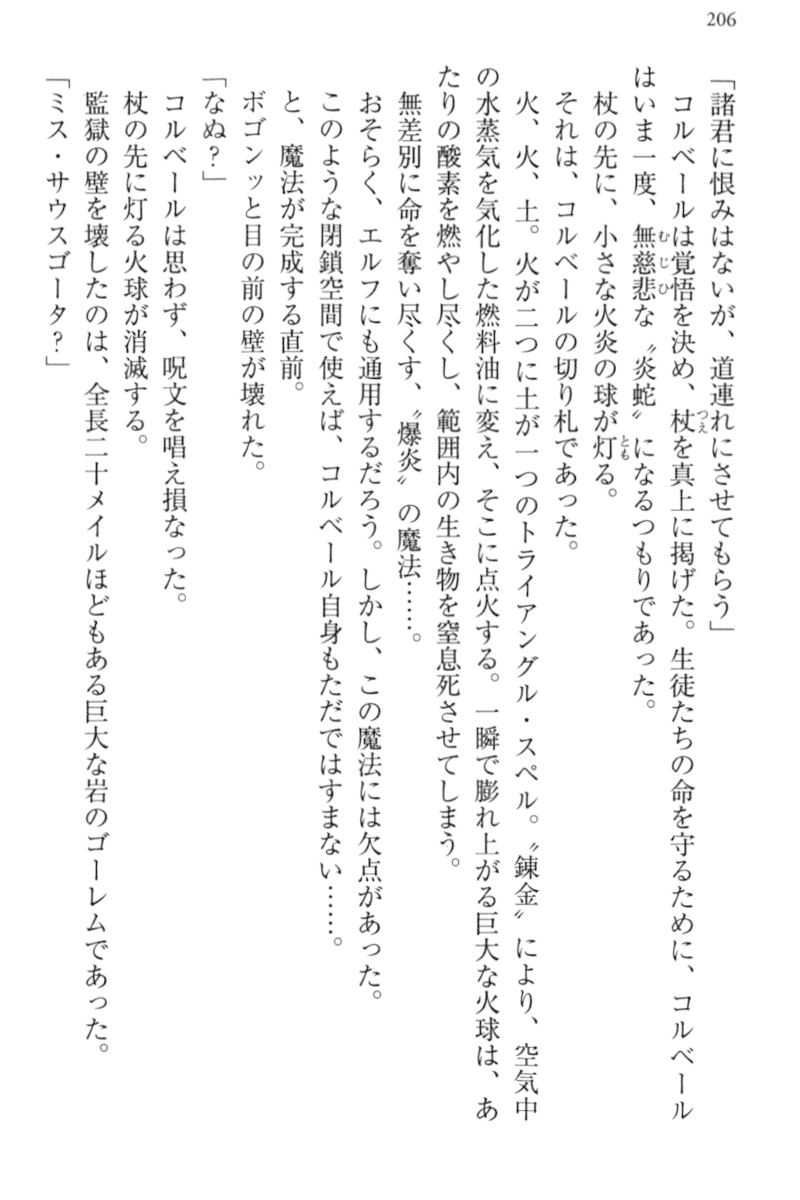 206
「諸君に恨みはないが、道連れにさせてもらう」
コルベールは覚悟を決め、杖を真上に掲げた。生徒たちの命を守るために、コルベール
はいま一度、無慈悲な〝炎蛇〟になるつもりであった。
杖の先に、小さな火炎の球が灯る。
それは、コルベールの切り札であった。
火、火、土。火が二つに土が一つのトライアングル・スペル。〝錬金〟により、空気中
の水蒸気を気化した燃料油に変え、そこに点火する。一瞬で膨れ上がる巨大な火球は、あ
たりの酸素を燃やし尽くし、範囲内の生き物を窒息死させてしまう。
無差別に命を奪い尽くす、〝爆炎〟の魔法……。
おそらく、エルフにも通用するだろう。しかし、この魔法には欠点があった。
このような閉鎖空間で使えば、コルベール自身もただではすまない……。
と、魔法が完成する直前。
ボゴンッと目の前の壁が壊れた。
「なぬ?」
コルベールは思わず、呪文を唱え損なった。
杖の先に灯る火球が消滅する。
監獄の壁を壊したのは、全長二十メイルほどもある巨大な岩のゴーレムであった。
「ミス・サウスゴータ?」